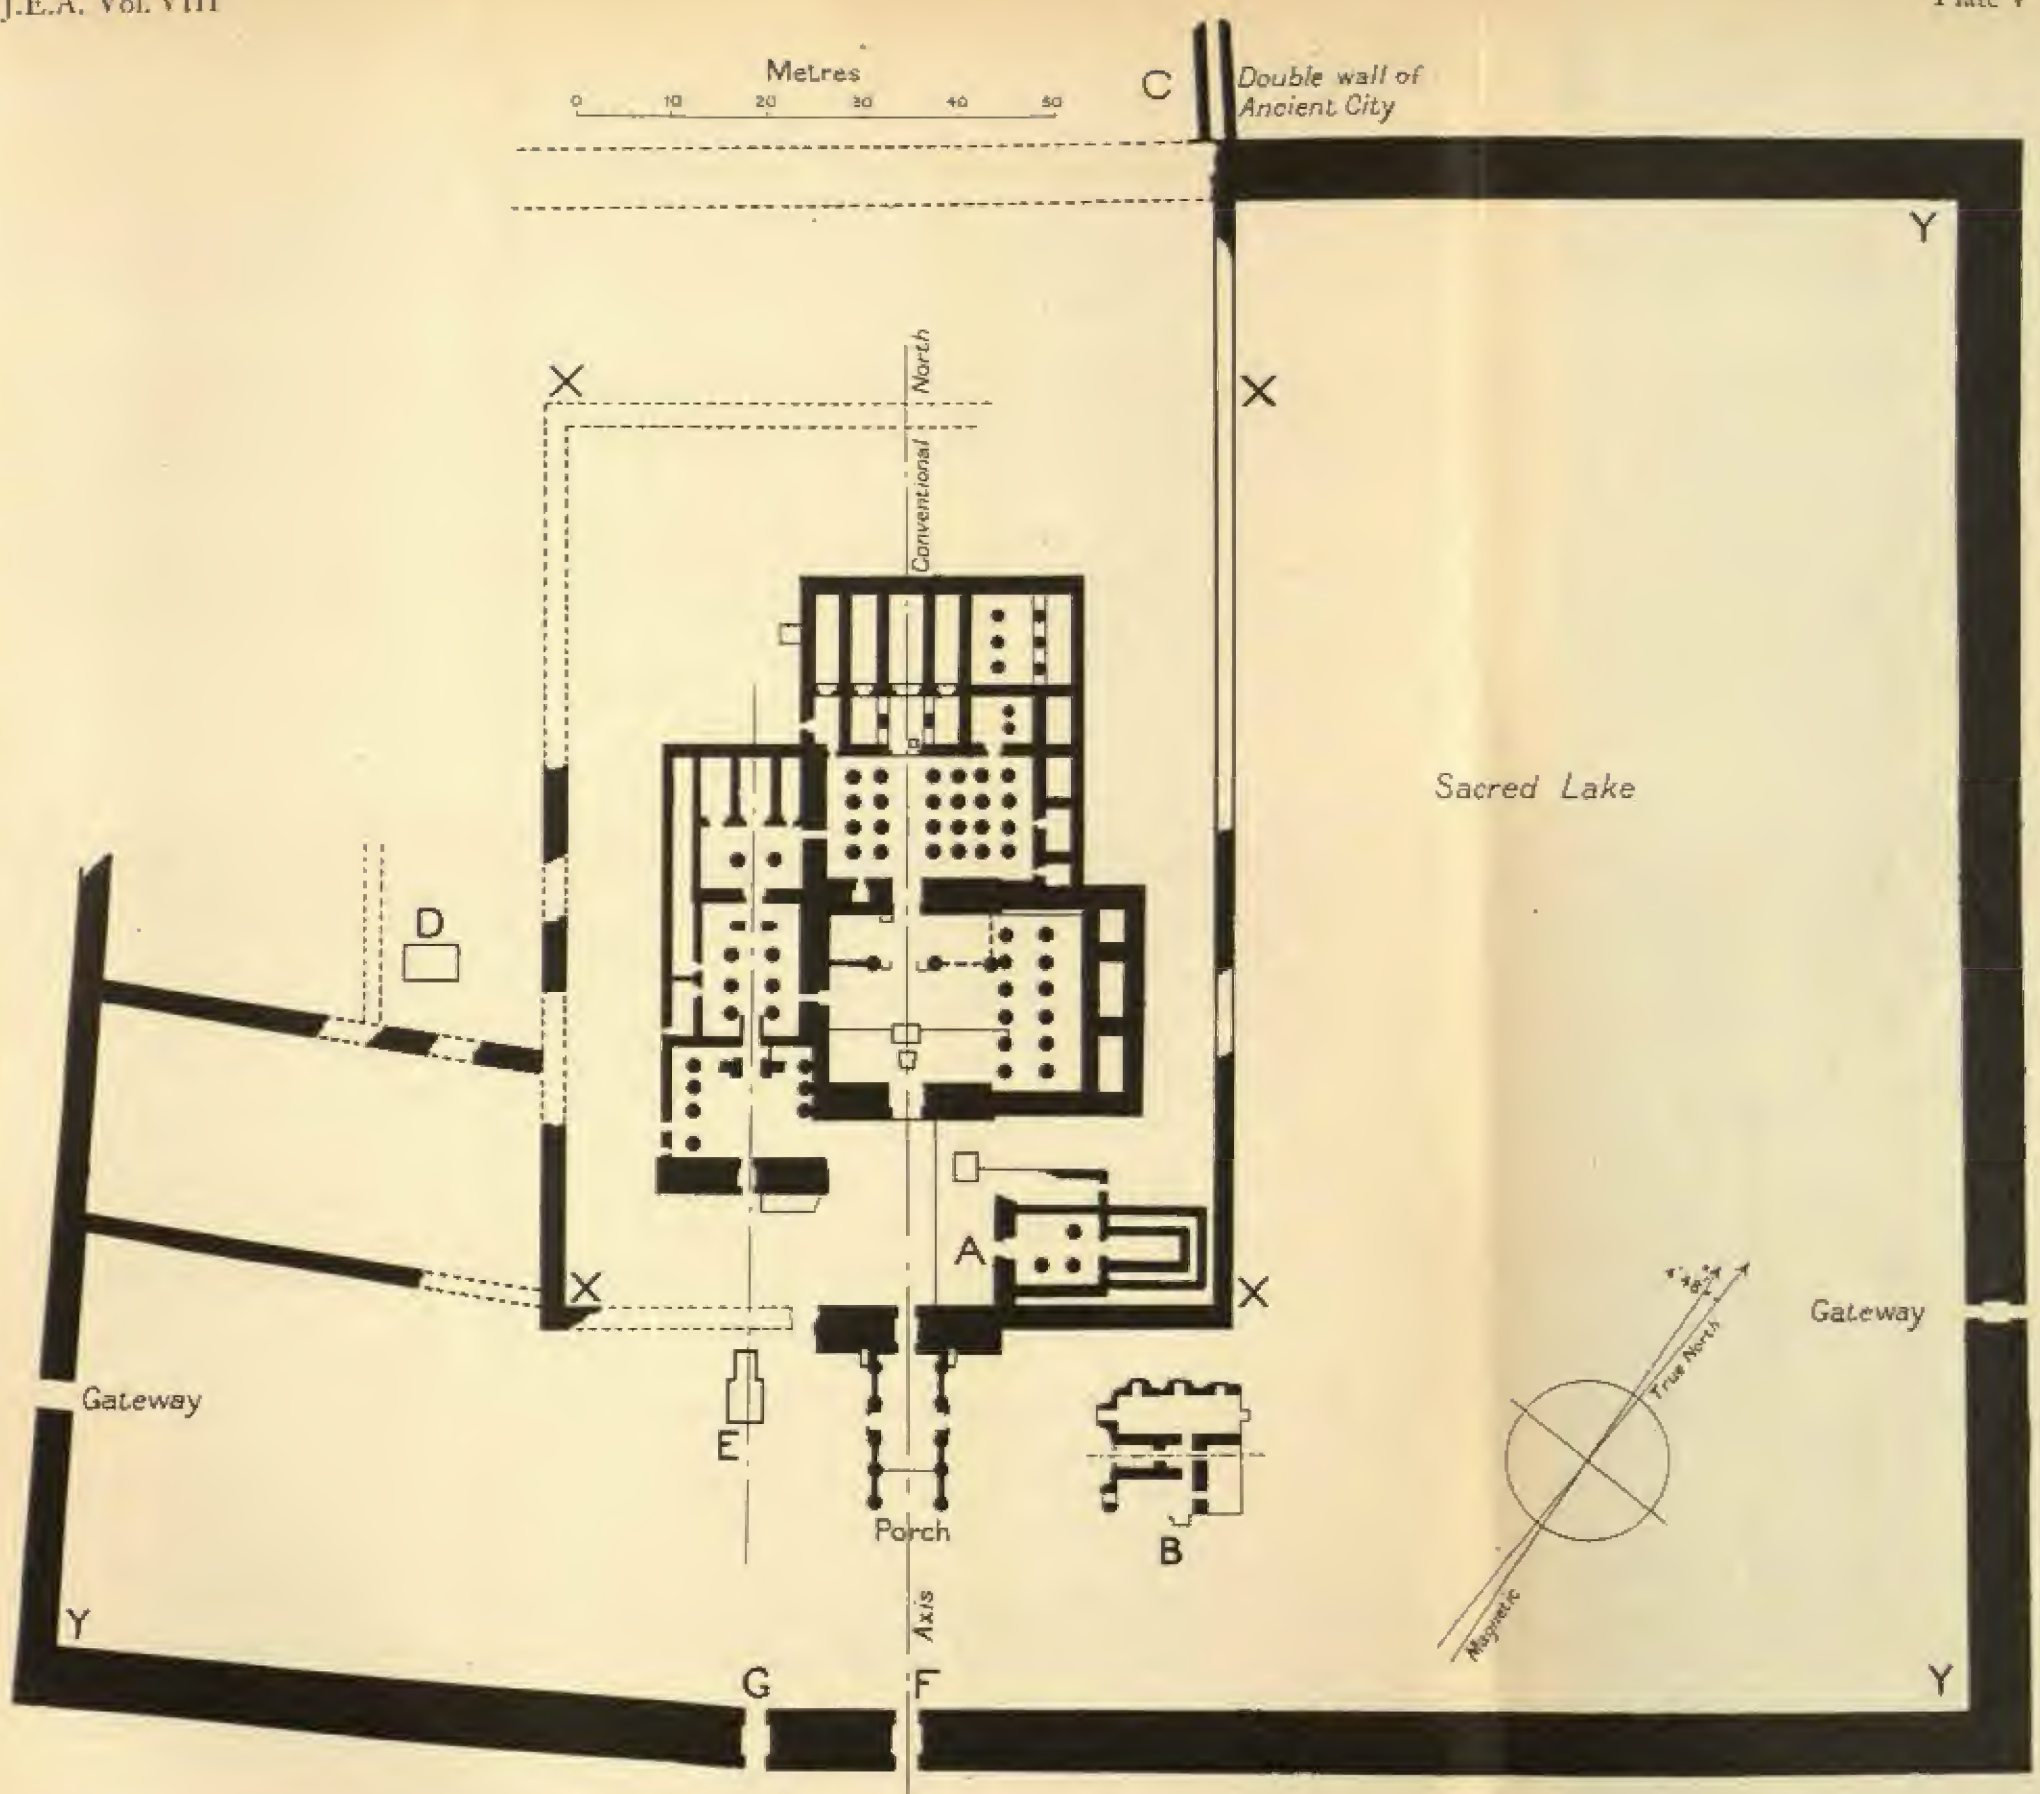 J.E.A. Vol. VIII
Plate V
Metres
0 10 20 30 40 50
C
Double wall of
Ancient City
Y
X
Conventional North
X
Sacred Lake
D
A
X
X
Gateway
True North
Gateway
E
Porch
B
Magnetic
Axis
Y
G
F
Y